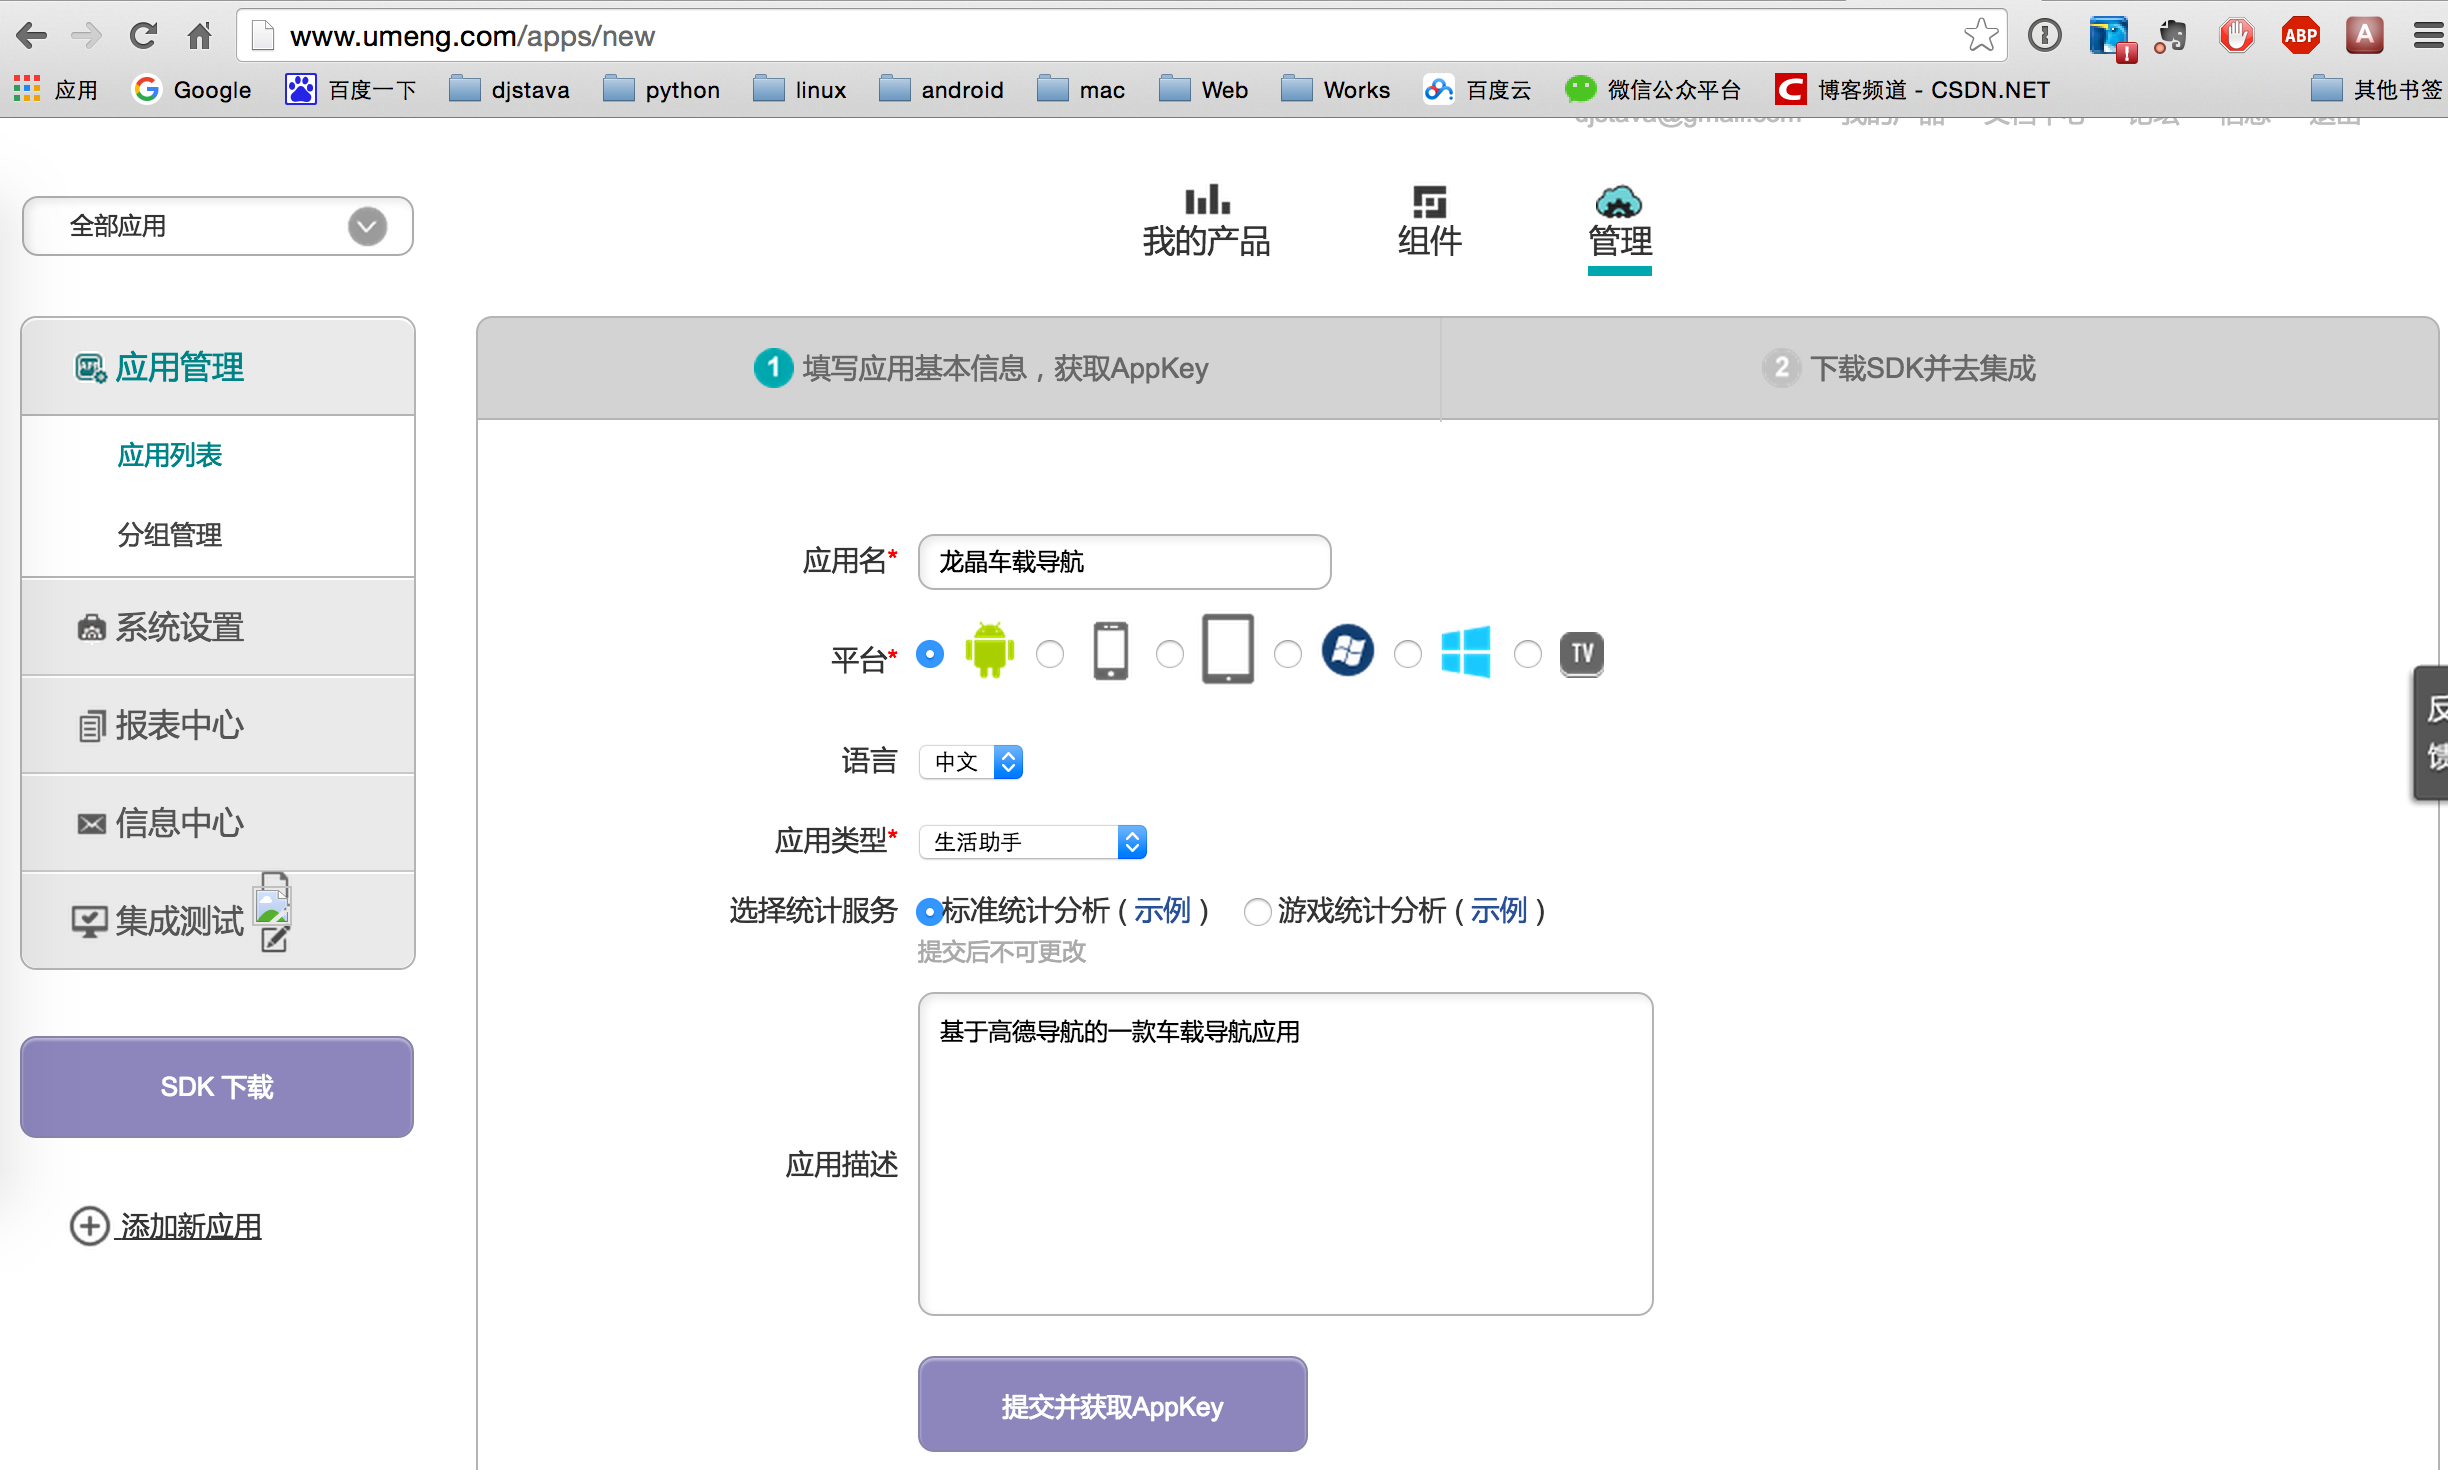 www.umeng.com/apps/new
ABP
A
应用 Google 百度一下 djstava python linux android mac Web Works 百度云 微信公众平台 博客频道 - CSDN.NET 其他书签
全部应用
我的产品 组件 管理
应用管理
应用列表
分组管理
系统设置
报表中心
信息中心
集成测试
SDK 下载
添加新应用
1 填写应用基本信息，获取AppKey
2 下载SDK并去集成
应用名* 龙晶车载导航
平台* TV
语言 中文
应用类型* 生活助手
选择统计服务 标准统计分析 ( 示例 ) 游戏统计分析 ( 示例 )
提交后不可更改
应用描述 基于高德导航的一款车载导航应用
提交并获取AppKey
反
馈